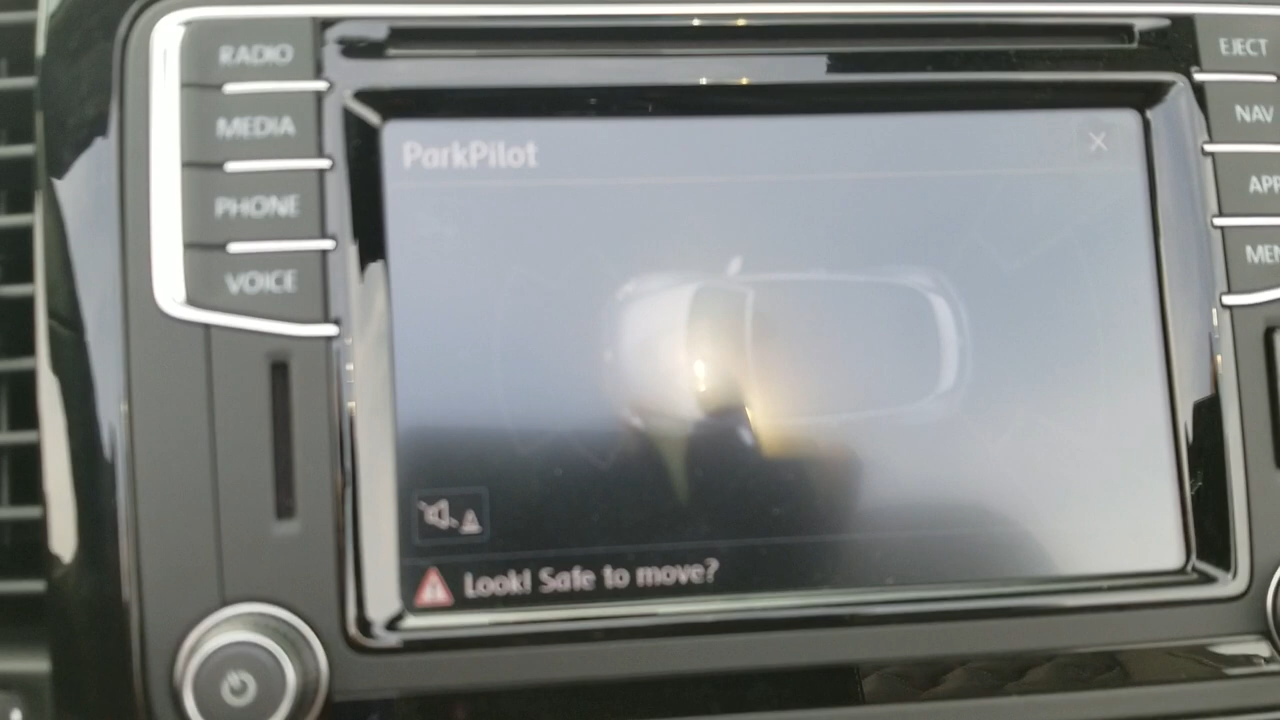 RADIO
MEDIA
PHONE
VOICE
EJECT
NAV
ParkPilot
Look! Safe to move?